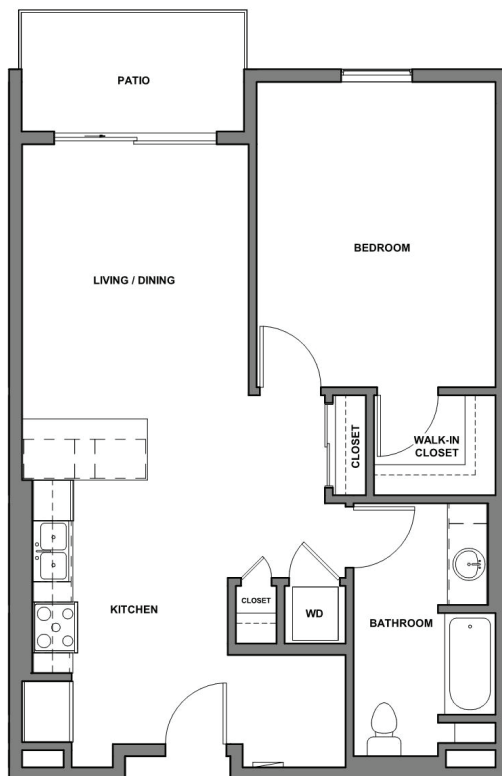 PATIO
BEDROOM
LIVING / DINING
CLOSET
WALK-IN
CLOSET
CLOSET
WD
KITCHEN
BATHROOM